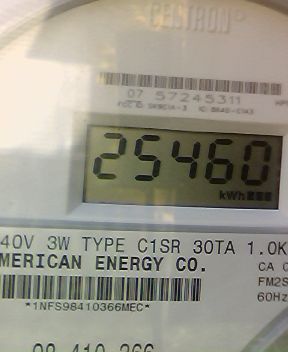 CENTRON®
07 57245311
25460
kWh
40V 3W TYPE C1SR 30TA 1.0K
MERICAN ENERGY CO.
CA 0
FM2S
60Hz
*1NFS98410366MEC*
98 410 366